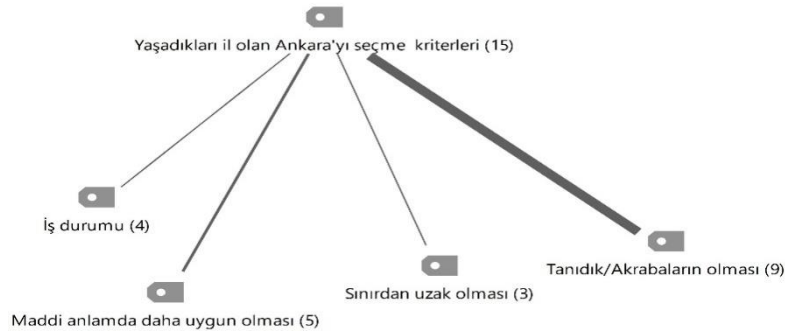 Yaşadıkları il olan Ankara'yı seçme kriterleri (15)
İş durumu (4)
Maddi anlamda daha uygun olması (5)
Sınırdan uzak olması (3)
Tanıdık/Akrabaların olması (9)